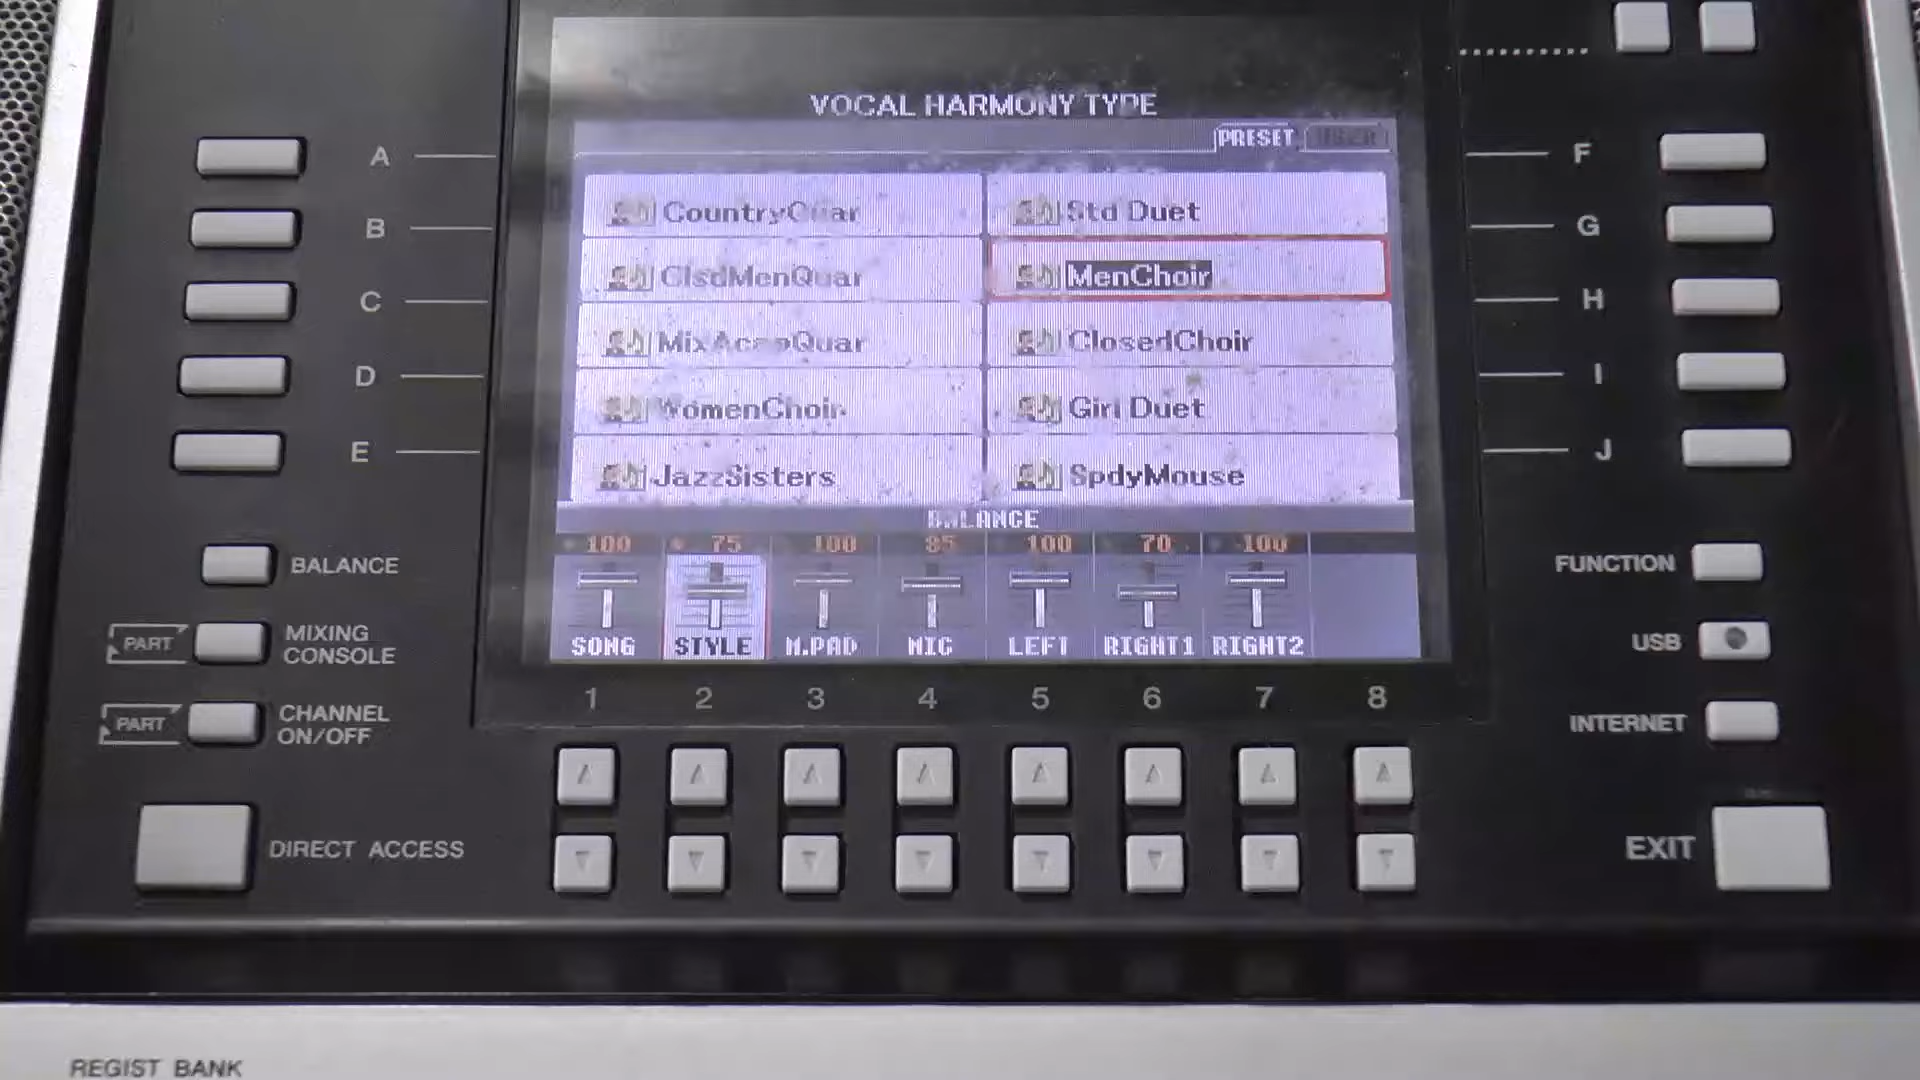 VOCAL HARMONY TYPE
PRESET USER
A CountryQuar Std Duet F
B ClsdMenQuar MenChoir G
C MixAcapQuar ClosedChoir H
D WomenChoir Girl Duet I
E JazzSisters SpdyMouse J
BALANCE
100 75 100 85 100 70 100
SONG STYLE M.PAD MIC LEFT RIGHT1 RIGHT2
1 2 3 4 5 6 7 8
BALANCE
PART MIXING
CONSOLE
PART CHANNEL
ON/OFF
DIRECT ACCESS
FUNCTION
USB
INTERNET
EXIT
REGIST BANK